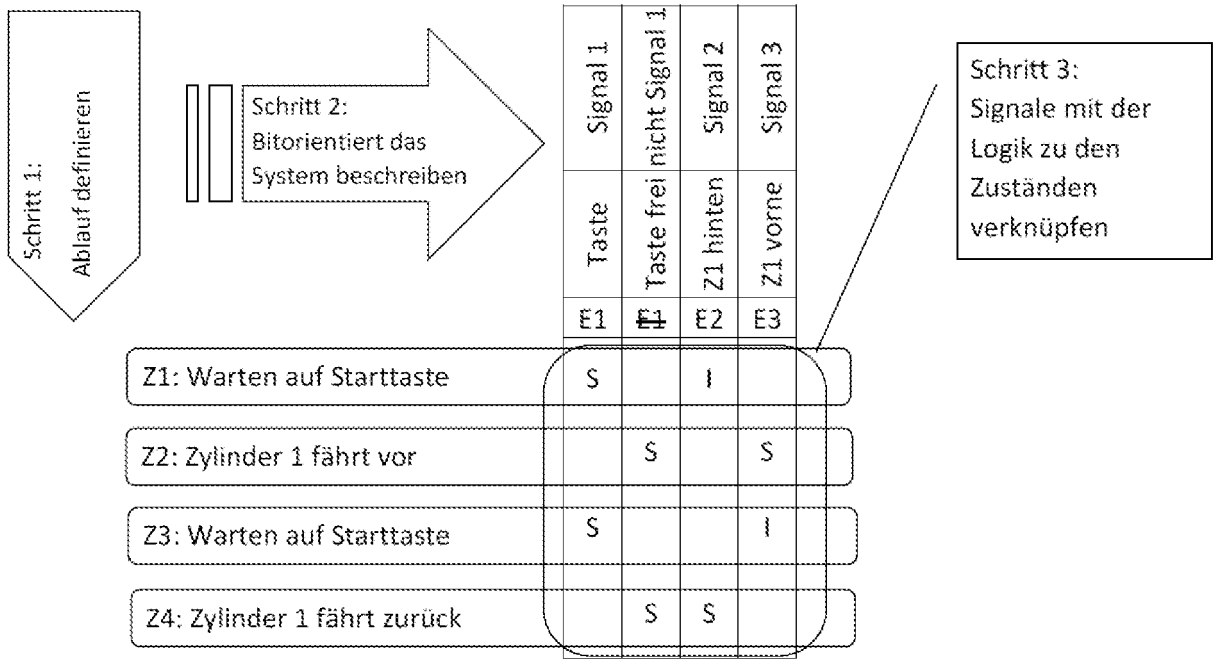 Schritt 1:
Ablauf definieren
Schritt 2:
Bitorientiert das
System beschreiben
Signal 1
nicht Signal 1
Signal 2
Signal 3
Taste
Taste frei
Z1 hinten
Z1 vorne
E1
E1
E2
E3
Schritt 3:
Signale mit der
Logik zu den
Zuständen
verknüpfen
Z1: Warten auf Starttaste S I
Z2: Zylinder 1 fährt vor S S
Z3: Warten auf Starttaste S I
Z4: Zylinder 1 fährt zurück S S